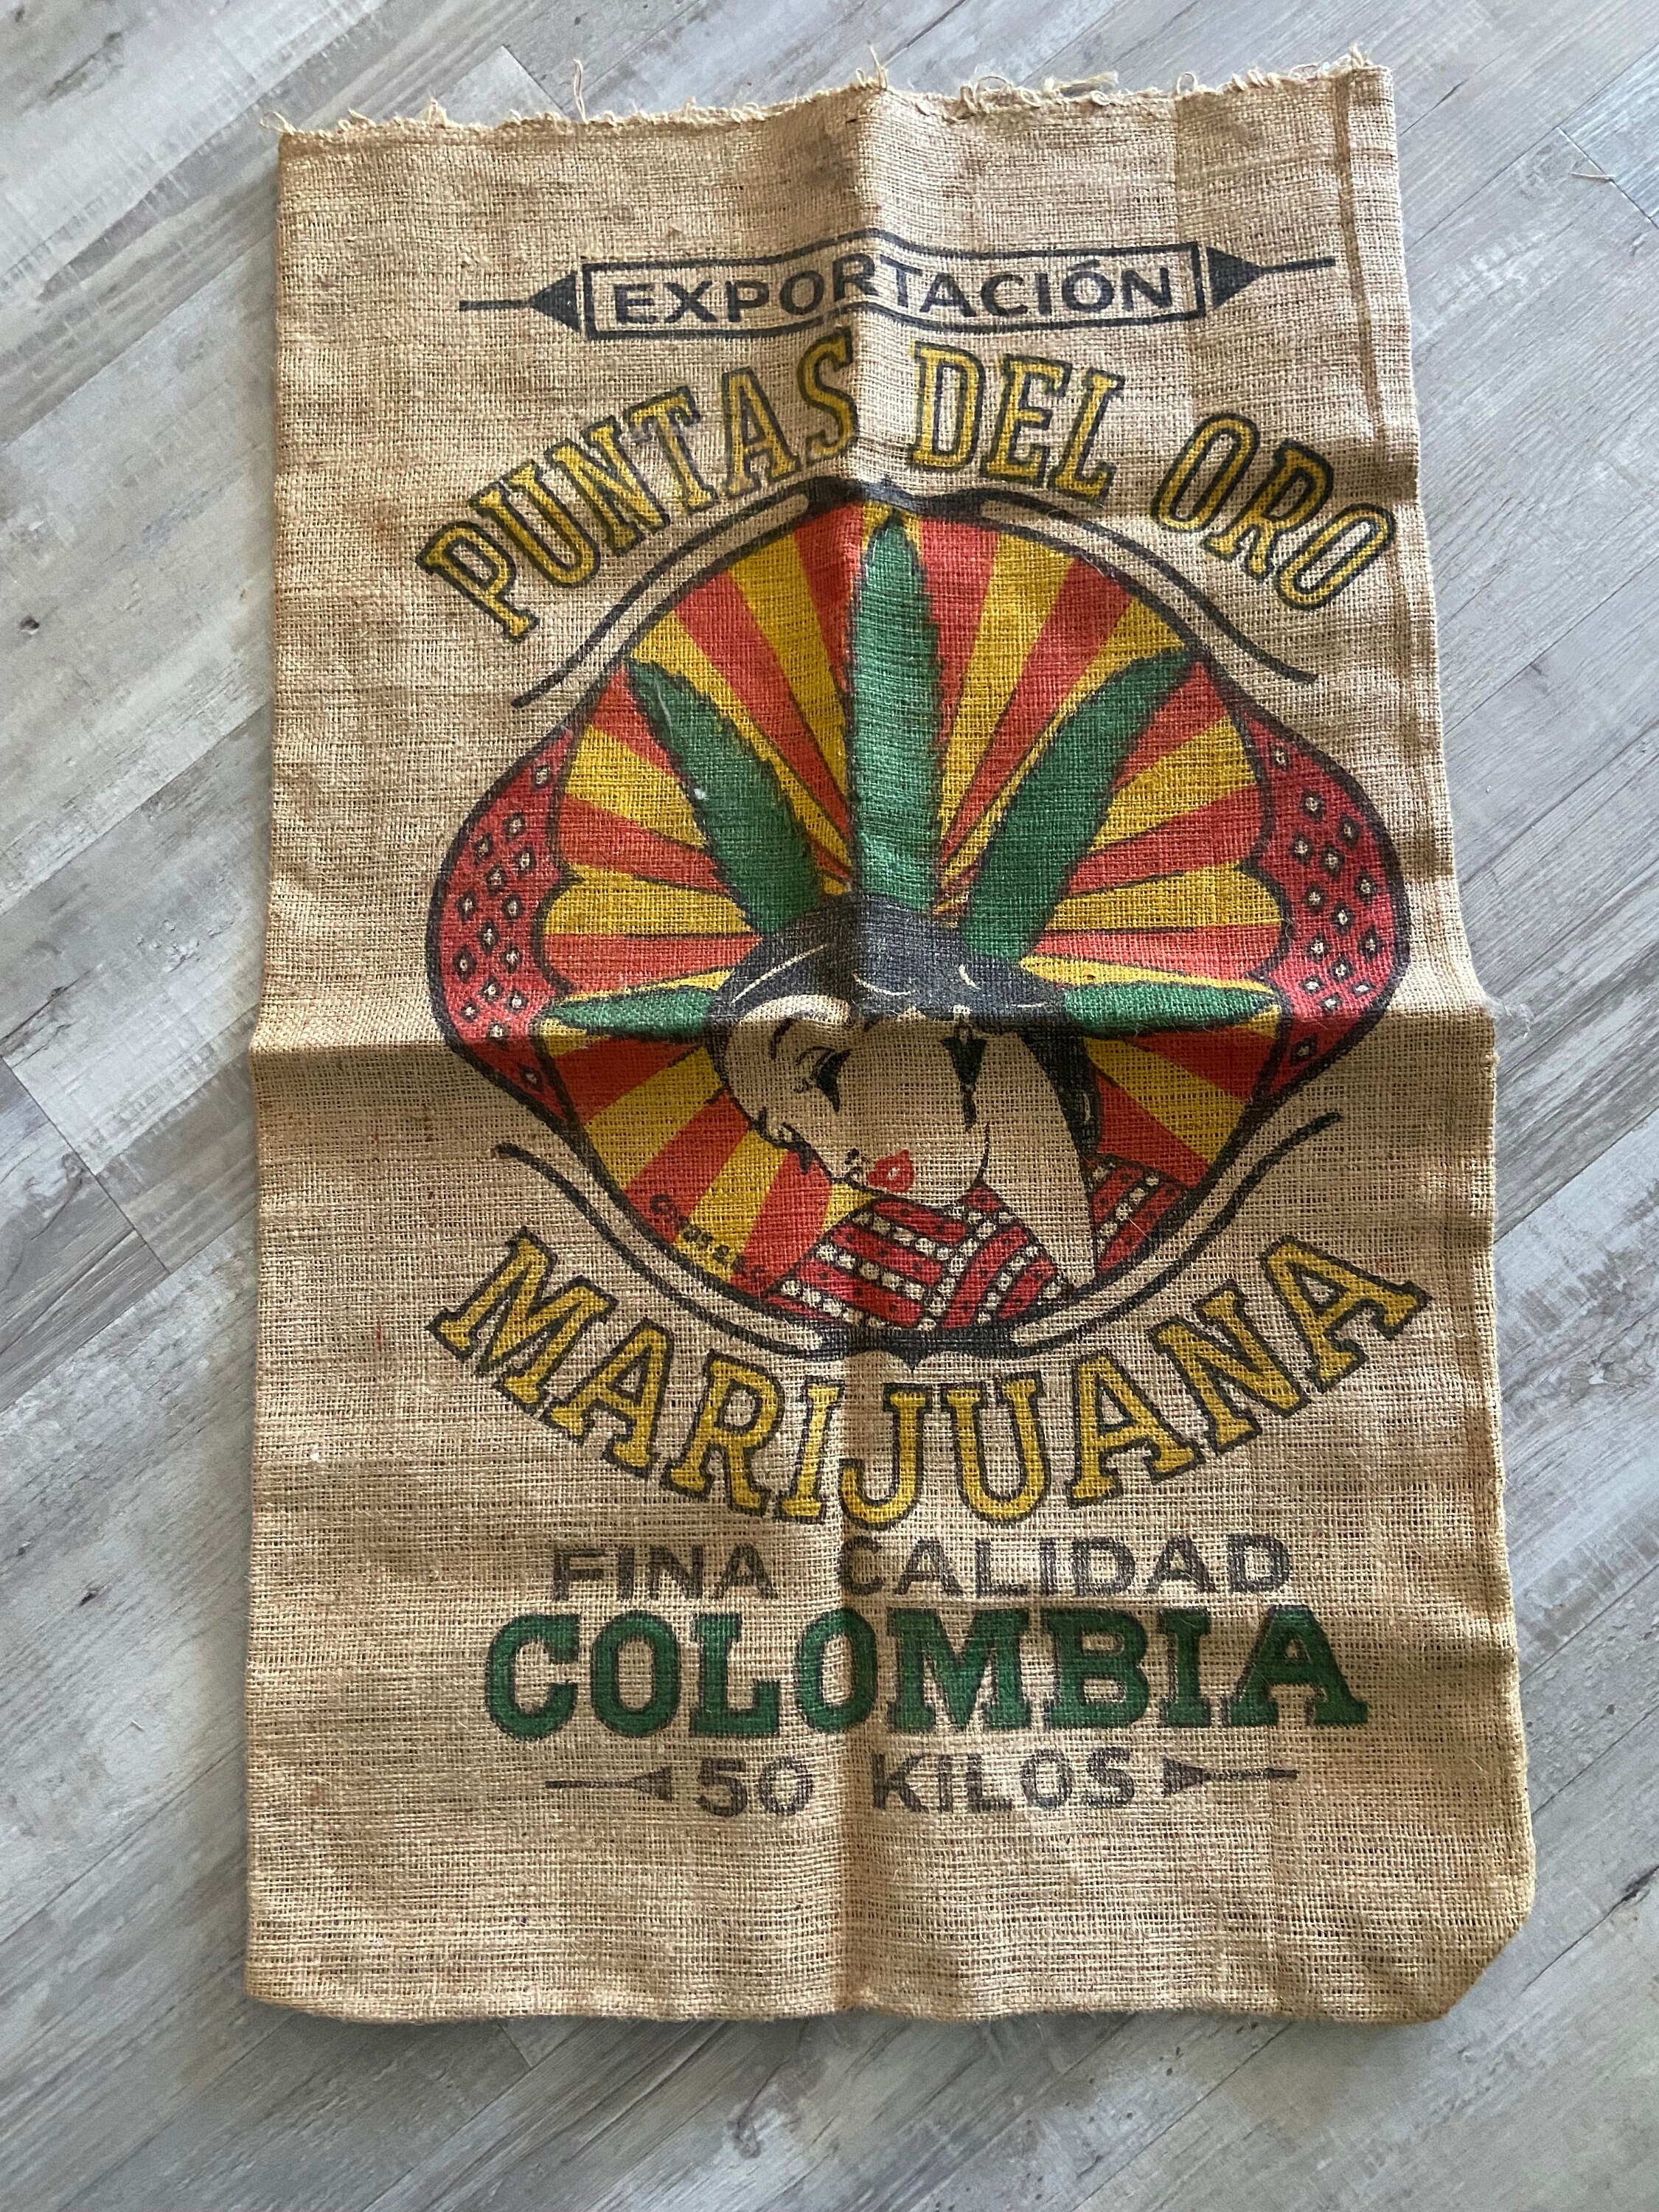 EXPORTACIÓN
PUNTAS DEL ORO
MARIJUANA
FINA CALIDAD
COLOMBIA
50 KILOS